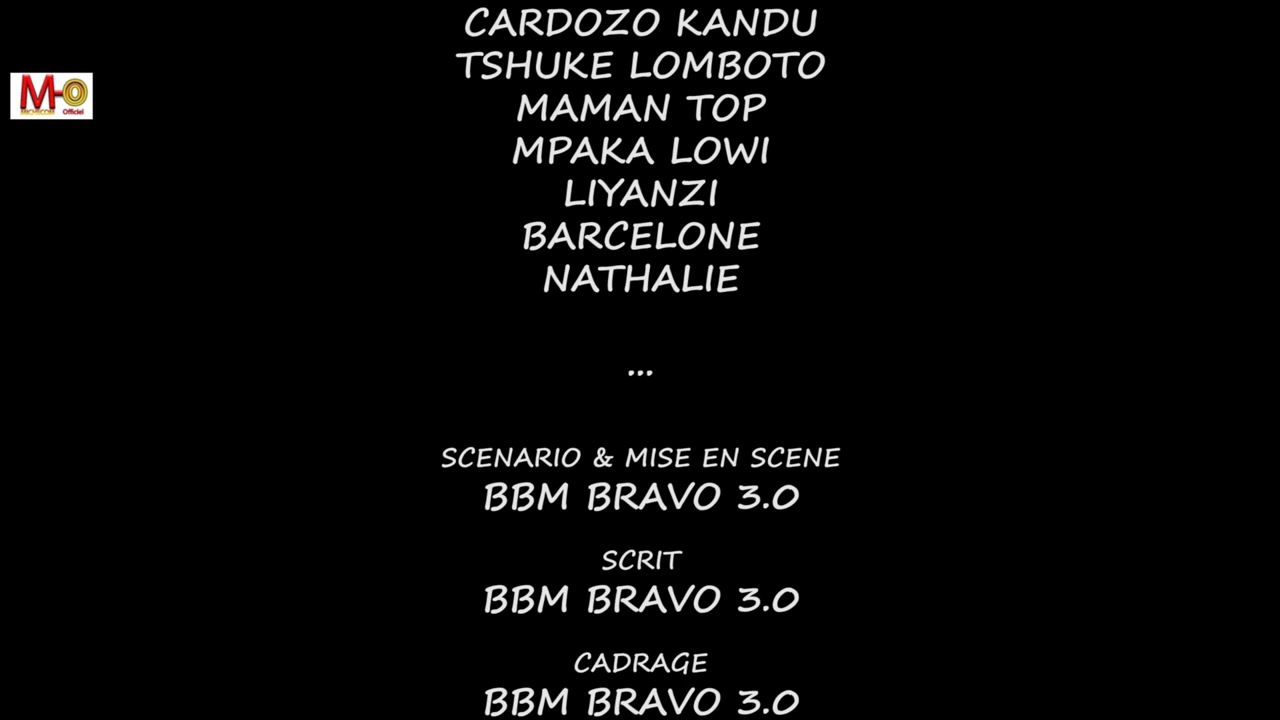 CARDOZO KANDU
TSHUKE LOMBOTO
MAMAN TOP
MPAKA LOWI
LIYANZI
BARCELONE
NATHALIE
...
SCENARIO & MISE EN SCENE
BBM BRAVO 3.0
SCRIT
BBM BRAVO 3.0
CADRAGE
BBM BRAVO 3.0
M-O
Officiel